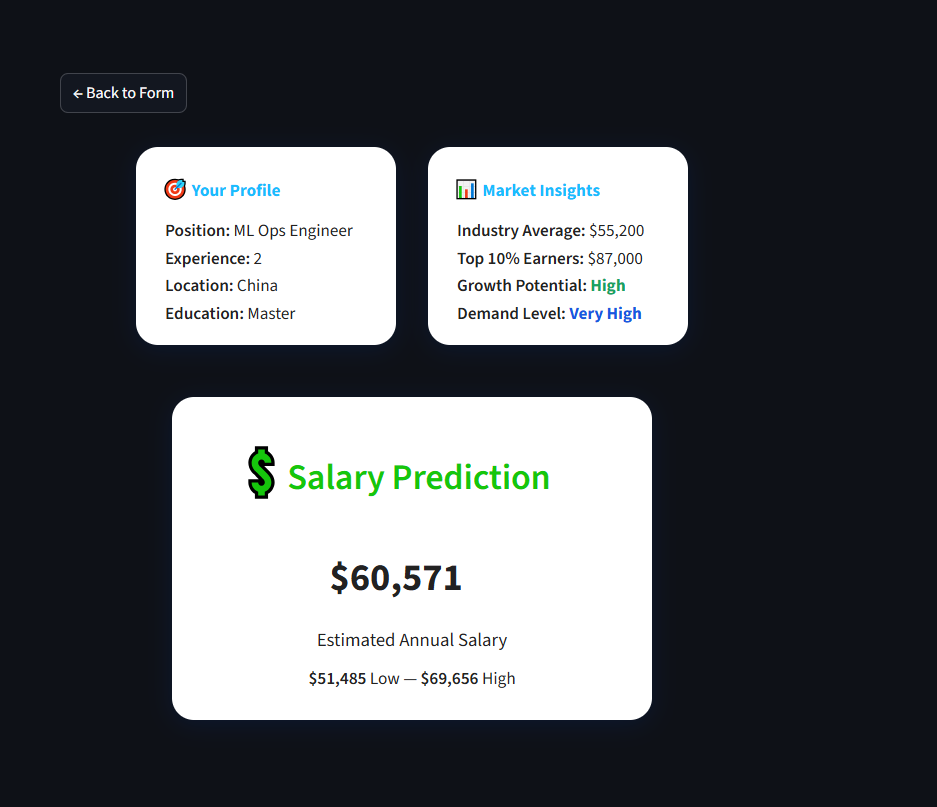 ← Back to Form
Your Profile
Position: ML Ops Engineer
Experience: 2
Location: China
Education: Master
Market Insights
Industry Average: $55,200
Top 10% Earners: $87,000
Growth Potential: High
Demand Level: Very High
💲 Salary Prediction
$60,571
Estimated Annual Salary
$51,485 Low — $69,656 High